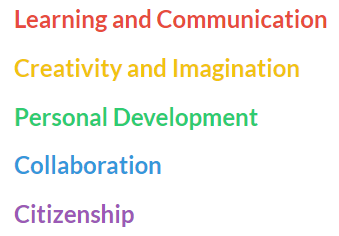 Learning and Communication
Creativity and Imagination
Personal Development
Collaboration
Citizenship